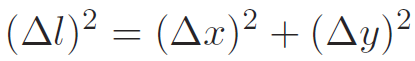 (Δl)² = (Δx)² + (Δy)²